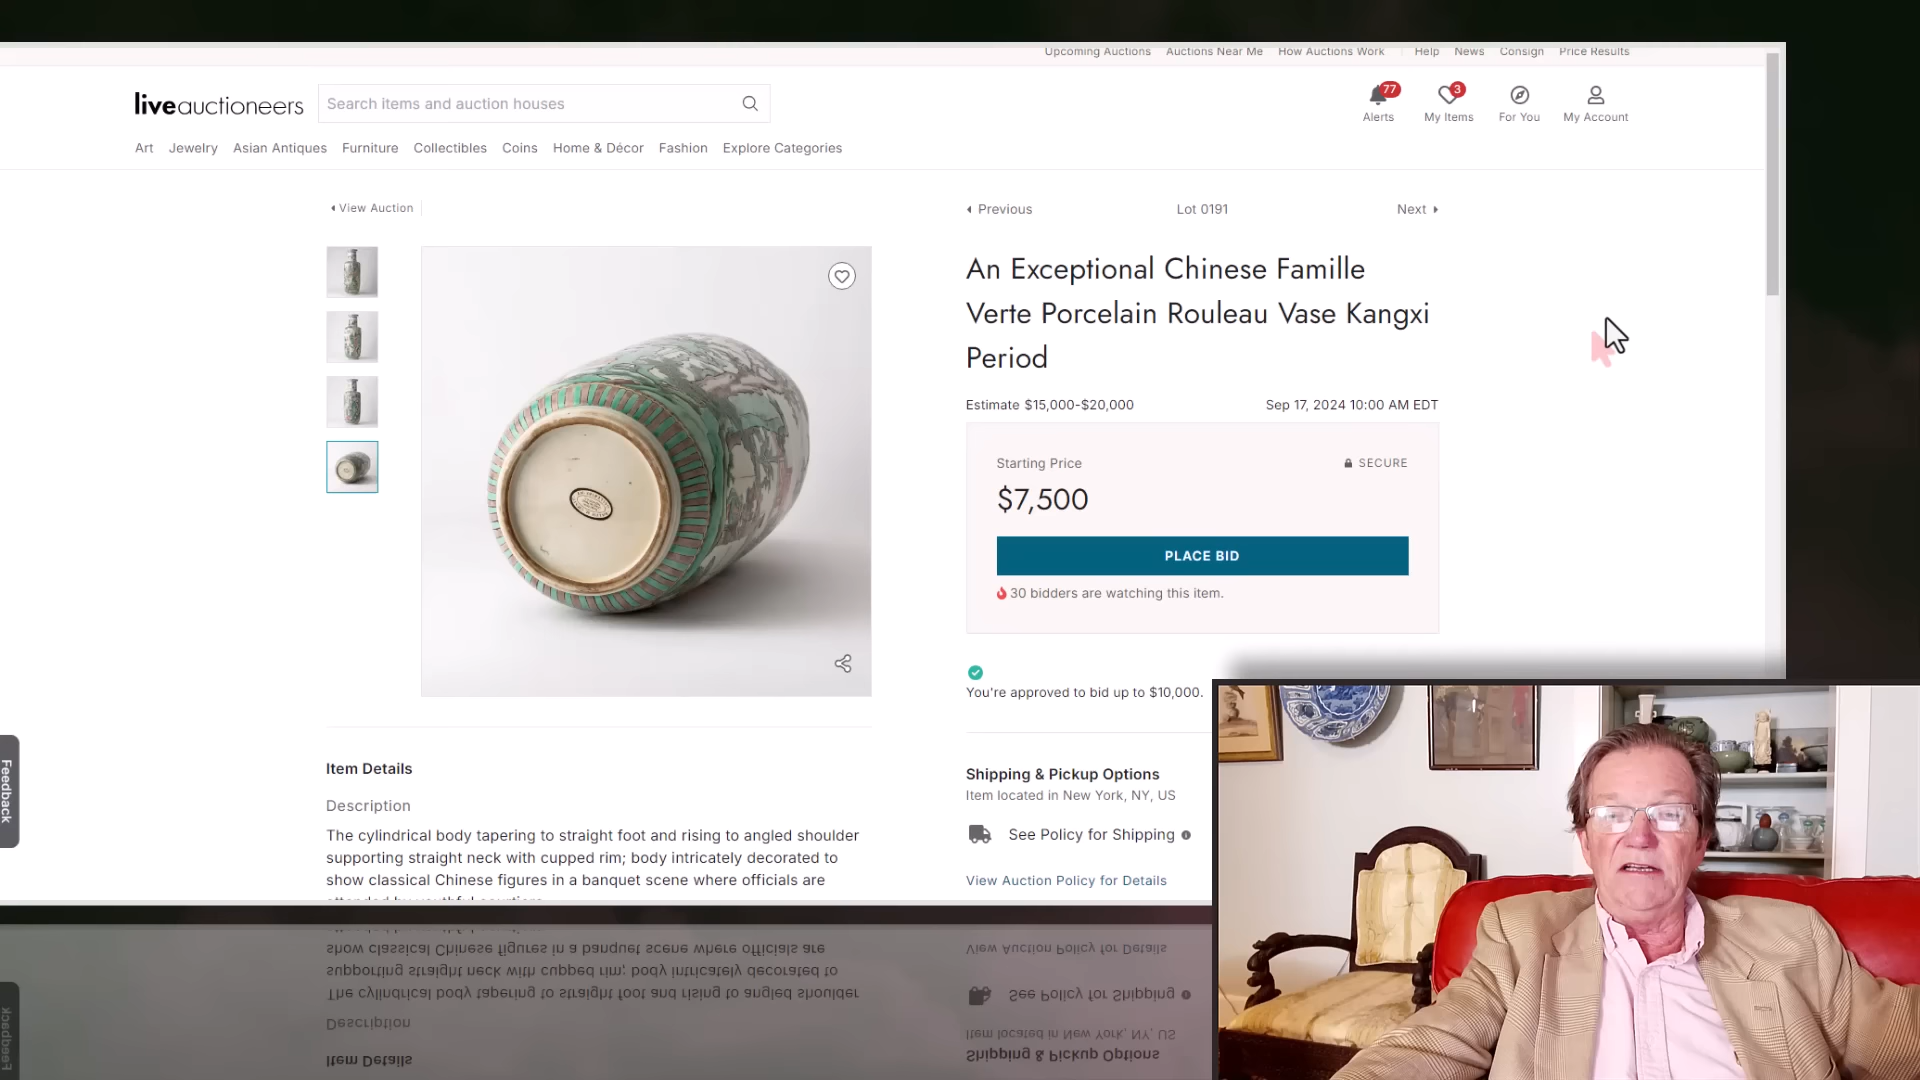 Upcoming Auctions Auctions Near Me How Auctions Work Help News Consign Price Results
liveauctioneers
Search items and auction houses
77
3
Alerts My Items For You My Account
Art Jewelry Asian Antiques Furniture Collectibles Coins Home & Décor Fashion Explore Categories
View Auction
Previous Lot 0191 Next
An Exceptional Chinese Famille
Verte Porcelain Rouleau Vase Kangxi
Period
Estimate $15,000-$20,000 Sep 17, 2024 10:00 AM EDT
Starting Price SECURE
$7,500
PLACE BID
30 bidders are watching this item.
You're approved to bid up to $10,000.
Shipping & Pickup Options
Item located in New York, NY, US
See Policy for Shipping
View Auction Policy for Details
Item Details
Description
The cylindrical body tapering to straight foot and rising to angled shoulder
supporting straight neck with cupped rim; body intricately decorated to
show classical Chinese figures in a banquet scene where officials are
Feedback